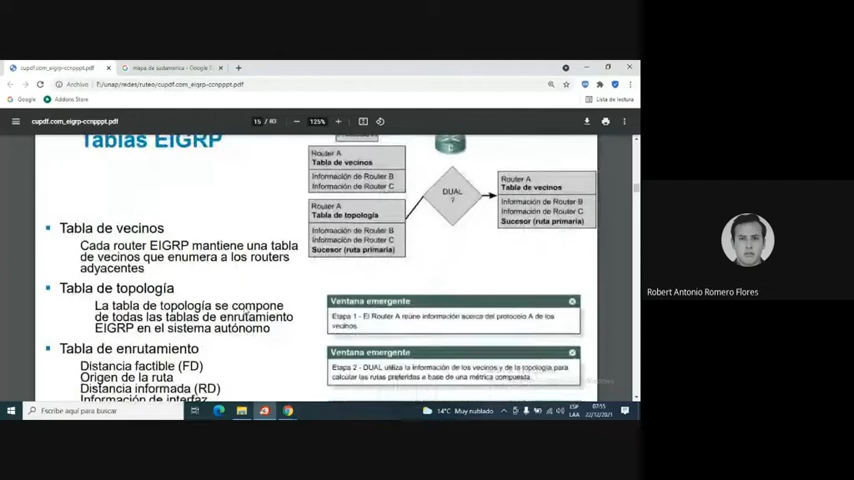 cupdf.com_eigrp-ccnpppt.pdf
mapa de sudamerica - Google S
Archivo
E:/unap/redes/ruteo/cupdf.com_eigrp-ccnpppt.pdf
Google
Addons Store
Lista de lectura
cupdf.com_eigrp-ccnpppt.pdf
15 / 83
125%
Tablas EIGRP
Router A
Tabla de vecinos
Información de Router B
Información de Router C
Router A
Tabla de topología
Información de Router B
Información de Router C
Sucesor (ruta primaria)
C
DUAL
?
Router A
Tabla de vecinos
Información de Router B
Información de Router C
Sucesor (ruta primaria)
Tabla de vecinos
Cada router EIGRP mantiene una tabla
de vecinos que enumera a los routers
adyacentes
Tabla de topología
La tabla de topología se compone
de todas las tablas de enrutamiento
EIGRP en el sistema autónomo
Tabla de enrutamiento
Distancia factible (FD)
Origen de la ruta
Distancia informada (RD)
Información de interfaz
Ventana emergente
Etapa 1 - El Router A reúne información acerca del protocolo A de los
vecinos.
Ventana emergente
Etapa 2 - DUAL utiliza la información de los vecinos y de la topología para
calcular las rutas preferidas a base de una métrica compuesta.
Robert Antonio Romero Flores
Escribe aquí para buscar
14°C Muy nublado
ESP
LAA
07:55
22/12/2021